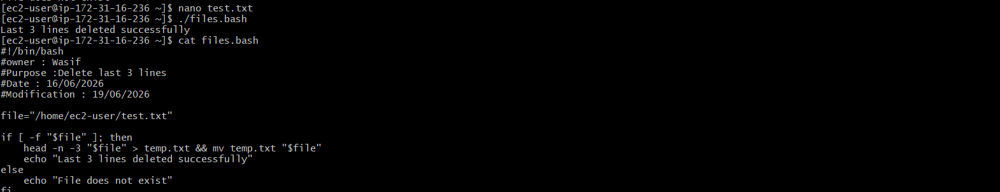 [ec2-user@ip-172-31-16-236 ~]$ nano test.txt
[ec2-user@ip-172-31-16-236 ~]$ ./files.bash
Last 3 lines deleted successfully
[ec2-user@ip-172-31-16-236 ~]$ cat files.bash
#!/bin/bash
#owner : Wasif
#Purpose :Delete last 3 lines
#Date : 16/06/2026
#Modification : 19/06/2026

file="/home/ec2-user/test.txt"

if [ -f "$file" ]; then
    head -n -3 "$file" > temp.txt && mv temp.txt "$file"
    echo "Last 3 lines deleted successfully"
else
    echo "File does not exist"
fi